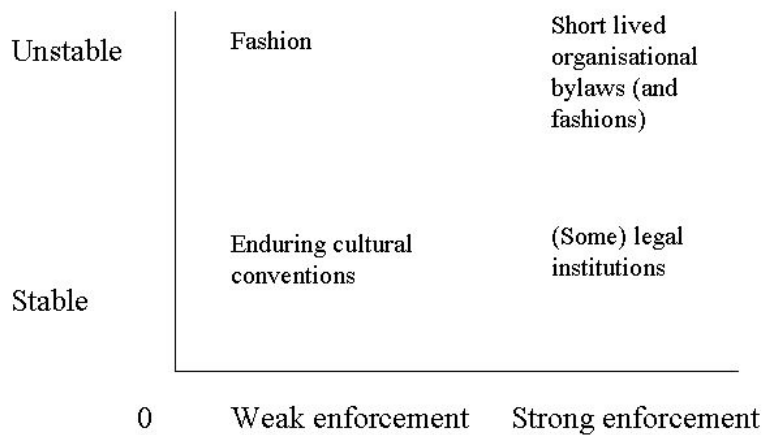 Unstable
Fashion
Short lived
organisational
bylaws (and
fashions)
Stable
Enduring cultural
conventions
(Some) legal
institutions
0 Weak enforcement Strong enforcement